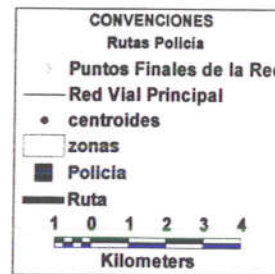 CONVENCIONES
Rutas Policía
Puntos Finales de la Red
Red Vial Principal
centroides
zonas
Policia
Ruta
1 0 1 2 3 4
Kilometers